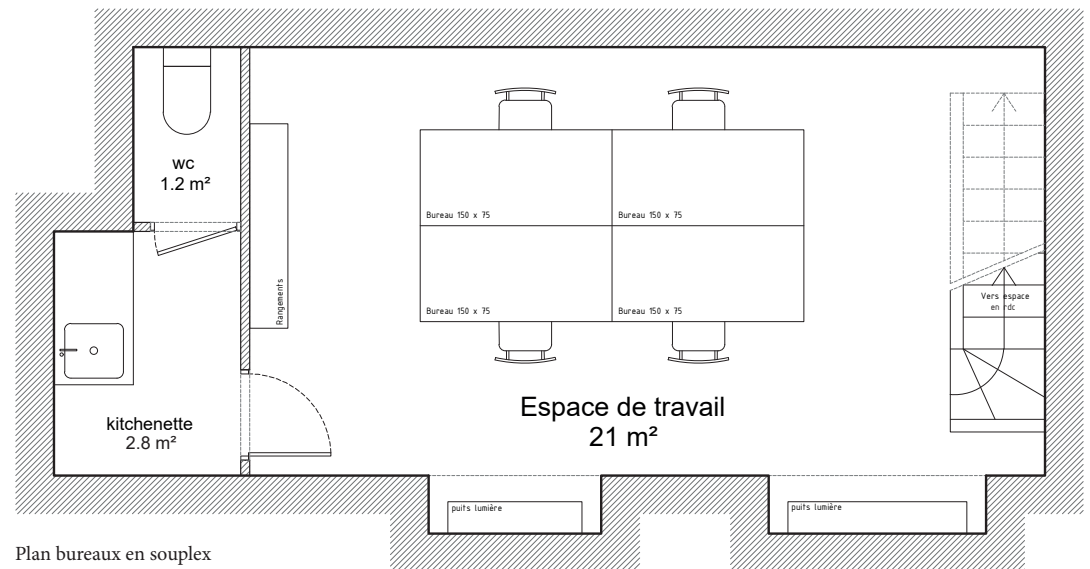 wc
1.2 m²
Rangements
Bureau 150 x 75
Bureau 150 x 75
Bureau 150 x 75
Bureau 150 x 75
Vers espace
en rdc
kitchenette
2.8 m²
Espace de travail
21 m²
puits lumière
puits lumière
Plan bureaux en souplex